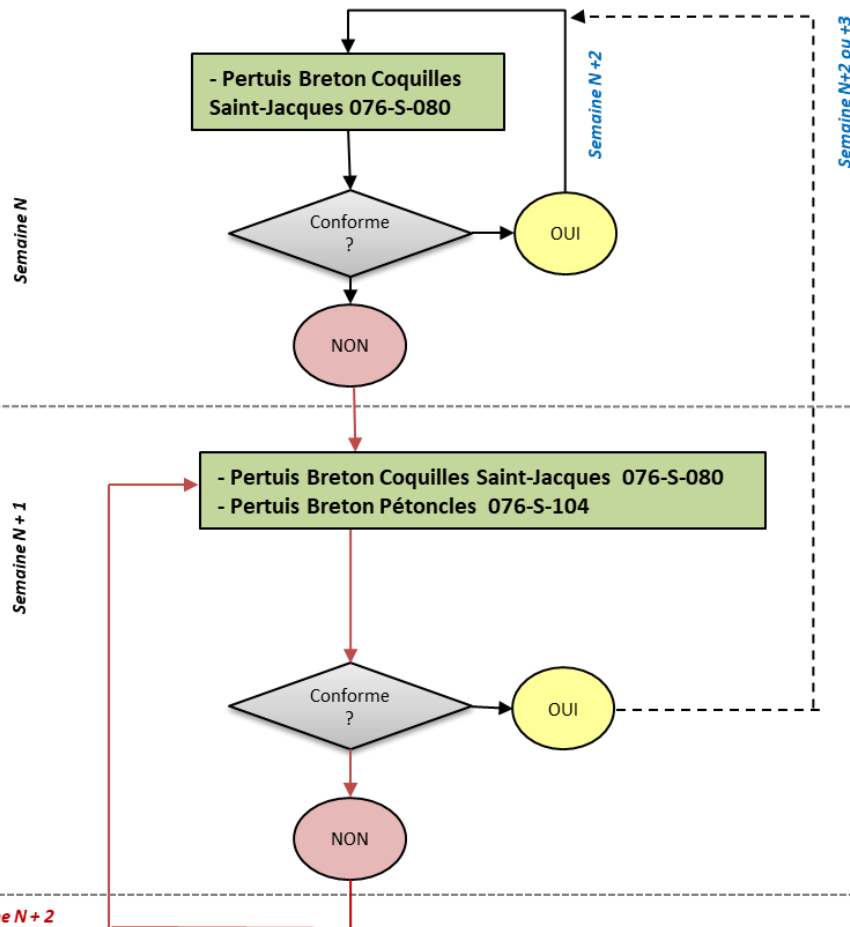 - Pertuis Breton Coquilles
Saint-Jacques 076-S-080
Semaine N +2
Semaine N+2 ou +3
Semaine N
Conforme
?
OUI
NON
- Pertuis Breton Coquilles Saint-Jacques 076-S-080
- Pertuis Breton Pétoncles 076-S-104
Semaine N + 1
Conforme
?
OUI
NON
ne N + 2